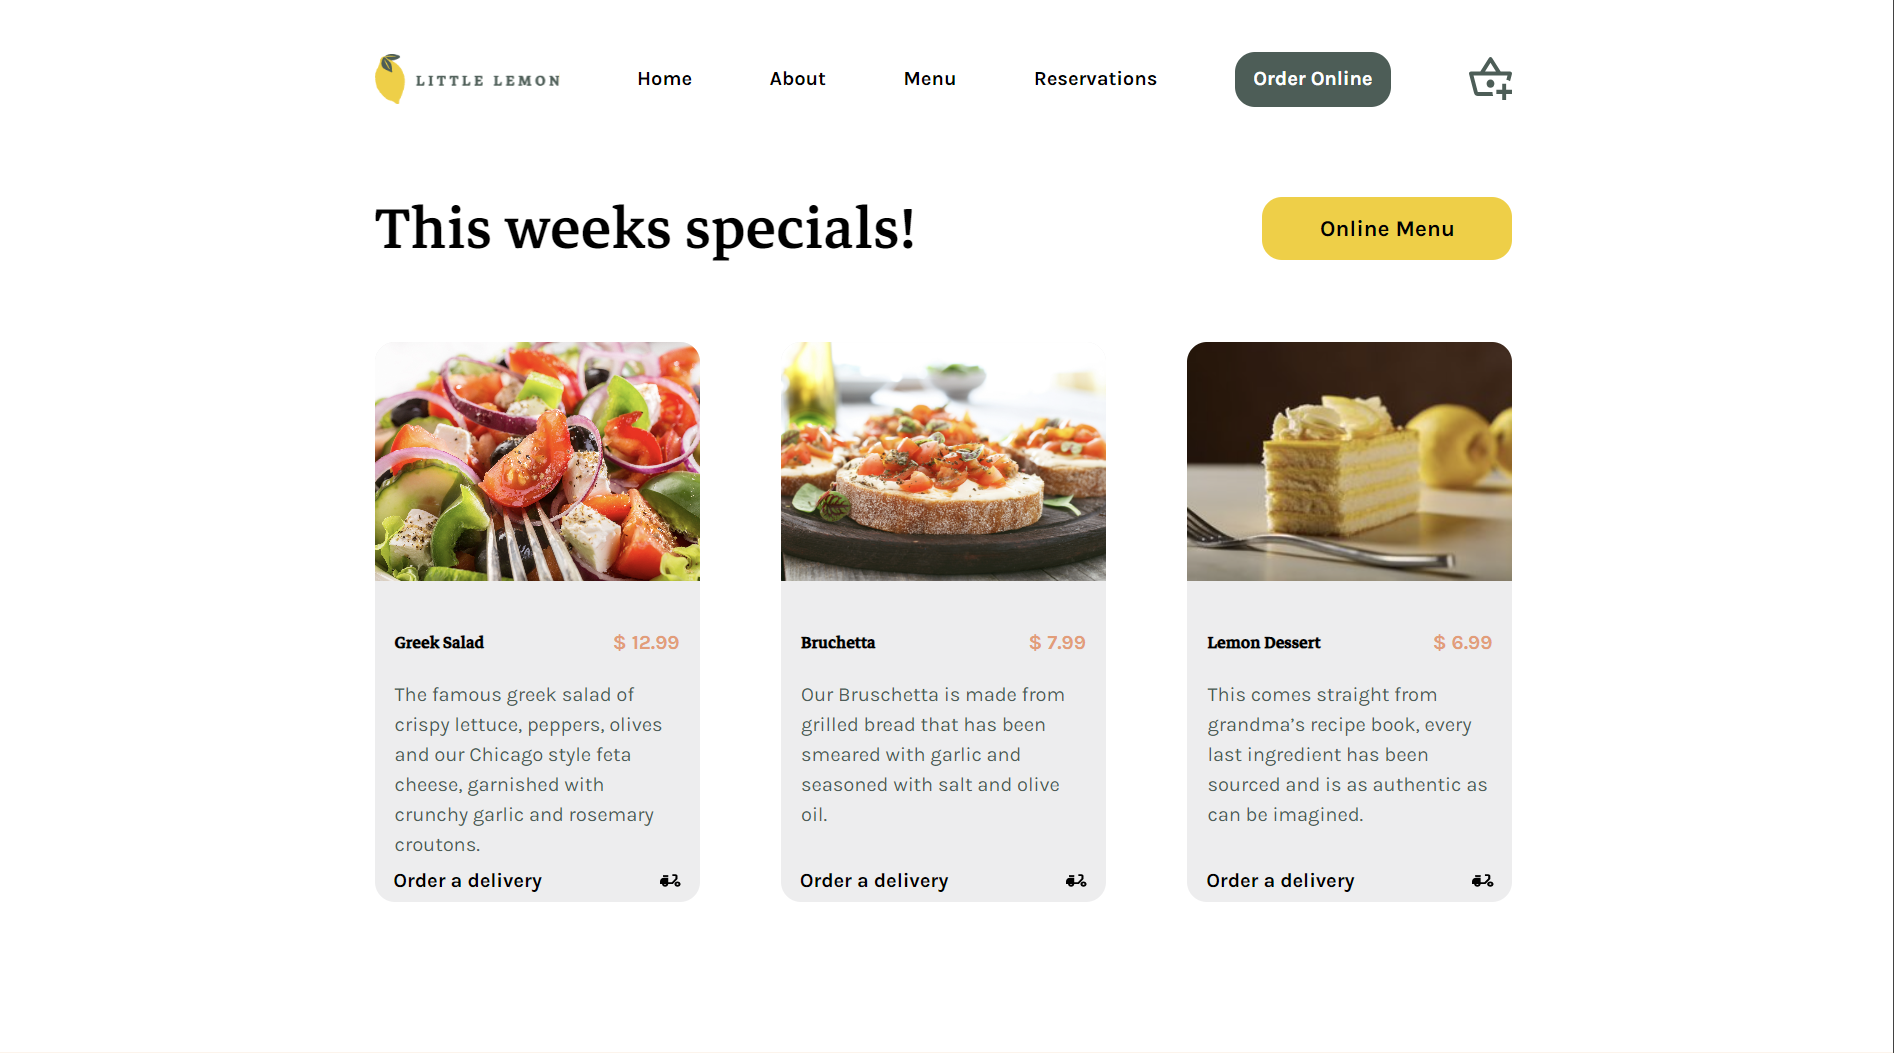 LITTLE LEMON
Home
About
Menu
Reservations
Order Online
This weeks specials!
Online Menu
Greek Salad
$ 12.99
The famous greek salad of
crispy lettuce, peppers, olives
and our Chicago style feta
cheese, garnished with
crunchy garlic and rosemary
croutons.
Order a delivery
Bruchetta
$ 7.99
Our Bruschetta is made from
grilled bread that has been
smeared with garlic and
seasoned with salt and olive
oil.
Order a delivery
Lemon Dessert
$ 6.99
This comes straight from
grandma’s recipe book, every
last ingredient has been
sourced and is as authentic as
can be imagined.
Order a delivery